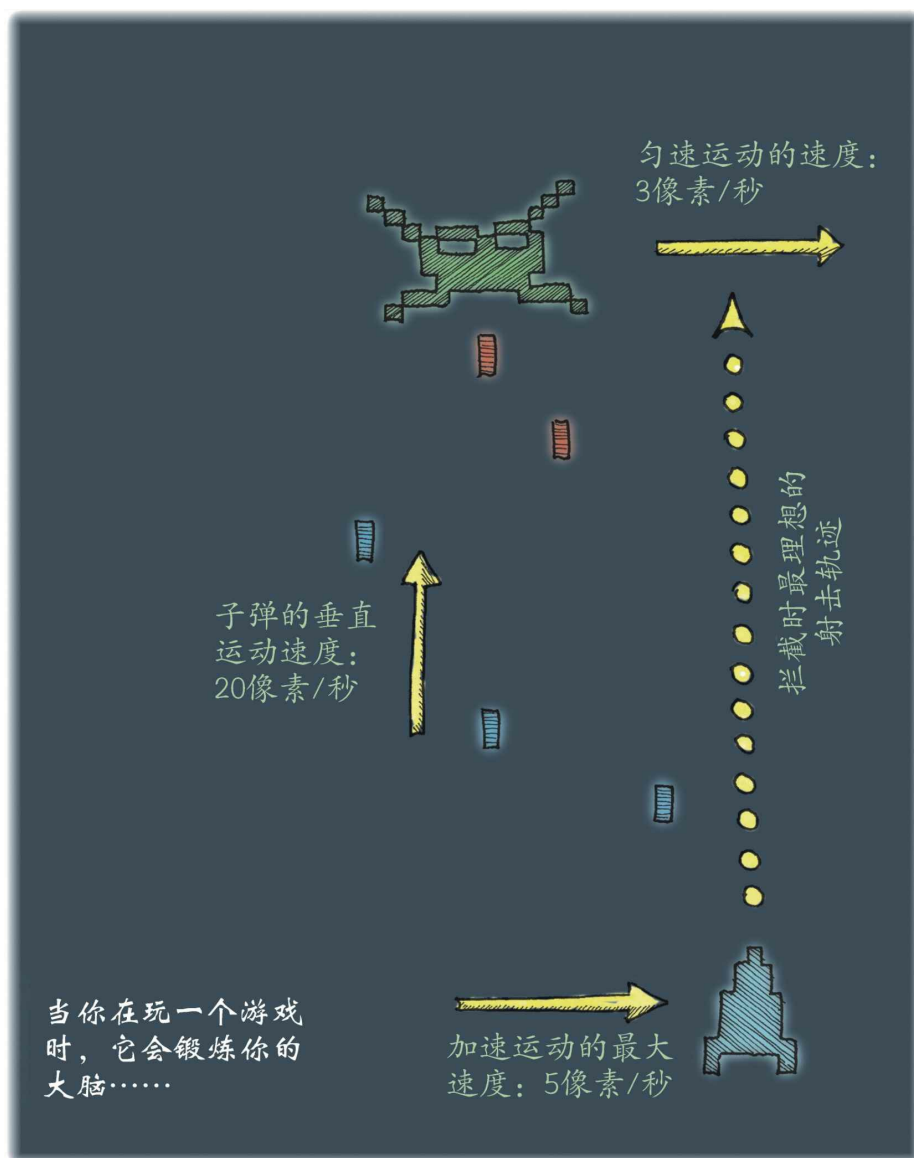 匀速运动的速度：
3像素/秒
拦截时最理想的
射击轨迹
子弹的垂直
运动速度：
20像素/秒
当你在玩一个游戏
时，它会锻炼你的
大脑……
加速运动的最大
速度：5像素/秒